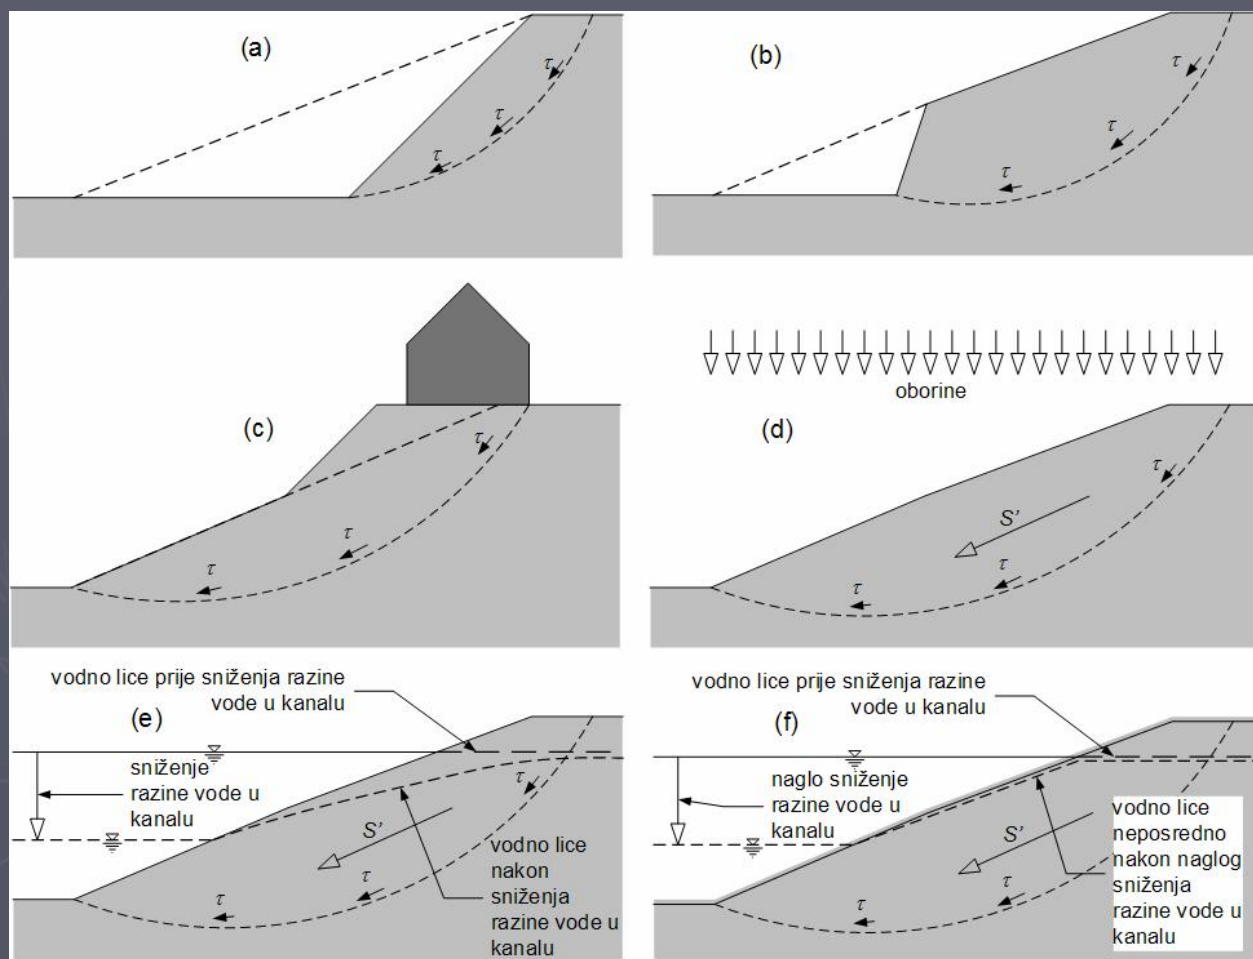 (a)
τ
τ
τ
(b)
τ
τ
τ
(c)
τ
τ
τ
oborine
(d)
τ
S’
τ
τ
vodno lice prije sniženja razine
vode u kanalu
(e)
sniženje
razine vode u
kanalu
τ
S’
vodno lice
nakon
sniženja
razine vode u
kanalu
τ
τ
vodno lice prije sniženja razine
vode u kanalu
(f)
naglo sniženje
razine vode u
kanalu
S’
vodno lice
neposredno
nakon naglog
sniženja
razine vode u
kanalu
τ
τ